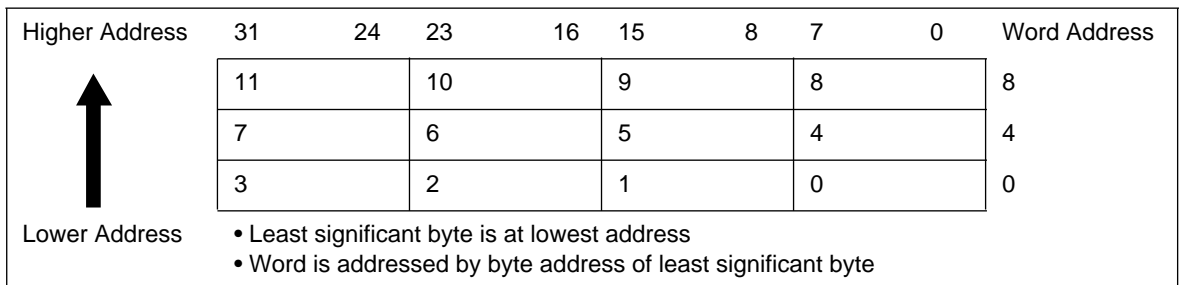 Higher Address 31 24 23 16 15 8 7 0 Word Address
11 10 9 8 8
7 6 5 4 4
3 2 1 0 0
Lower Address • Least significant byte is at lowest address
• Word is addressed by byte address of least significant byte